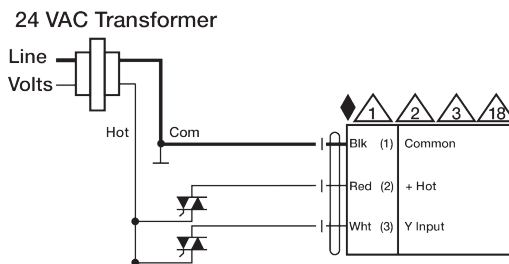 24 VAC Transformer
Line
Volts
Hot
Com
1
2
3
18
Blk (1) Common
Red (2) + Hot
Wht (3) Y Input